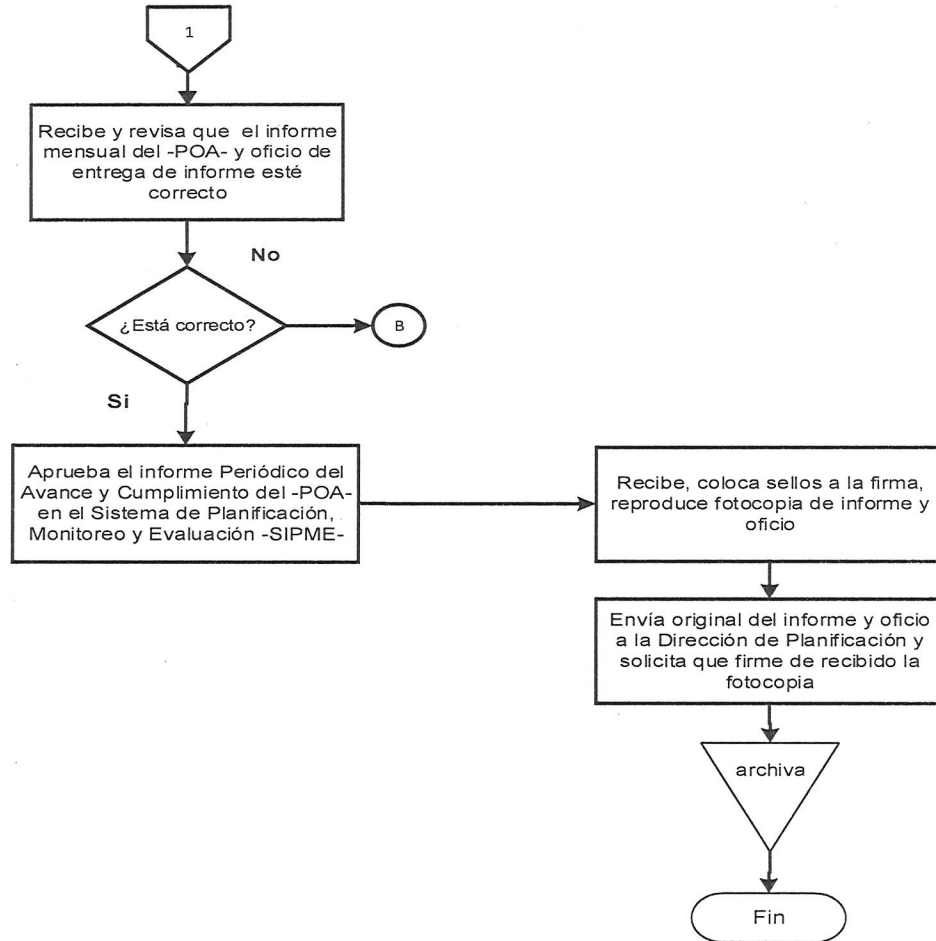 1
Recibe y revisa que el informe
mensual del -POA- y oficio de
entrega de informe esté
correcto
No
¿Está correcto?
B
Si
Aprueba el informe Periódico del
Avance y Cumplimiento del -POA-
en el Sistema de Planificación,
Monitoreo y Evaluación -SIPME-
Recibe, coloca sellos a la firma,
reproduce fotocopia de informe y
oficio
Envía original del informe y oficio
a la Dirección de Planificación y
solicita que firme de recibido la
fotocopia
archiva
Fin